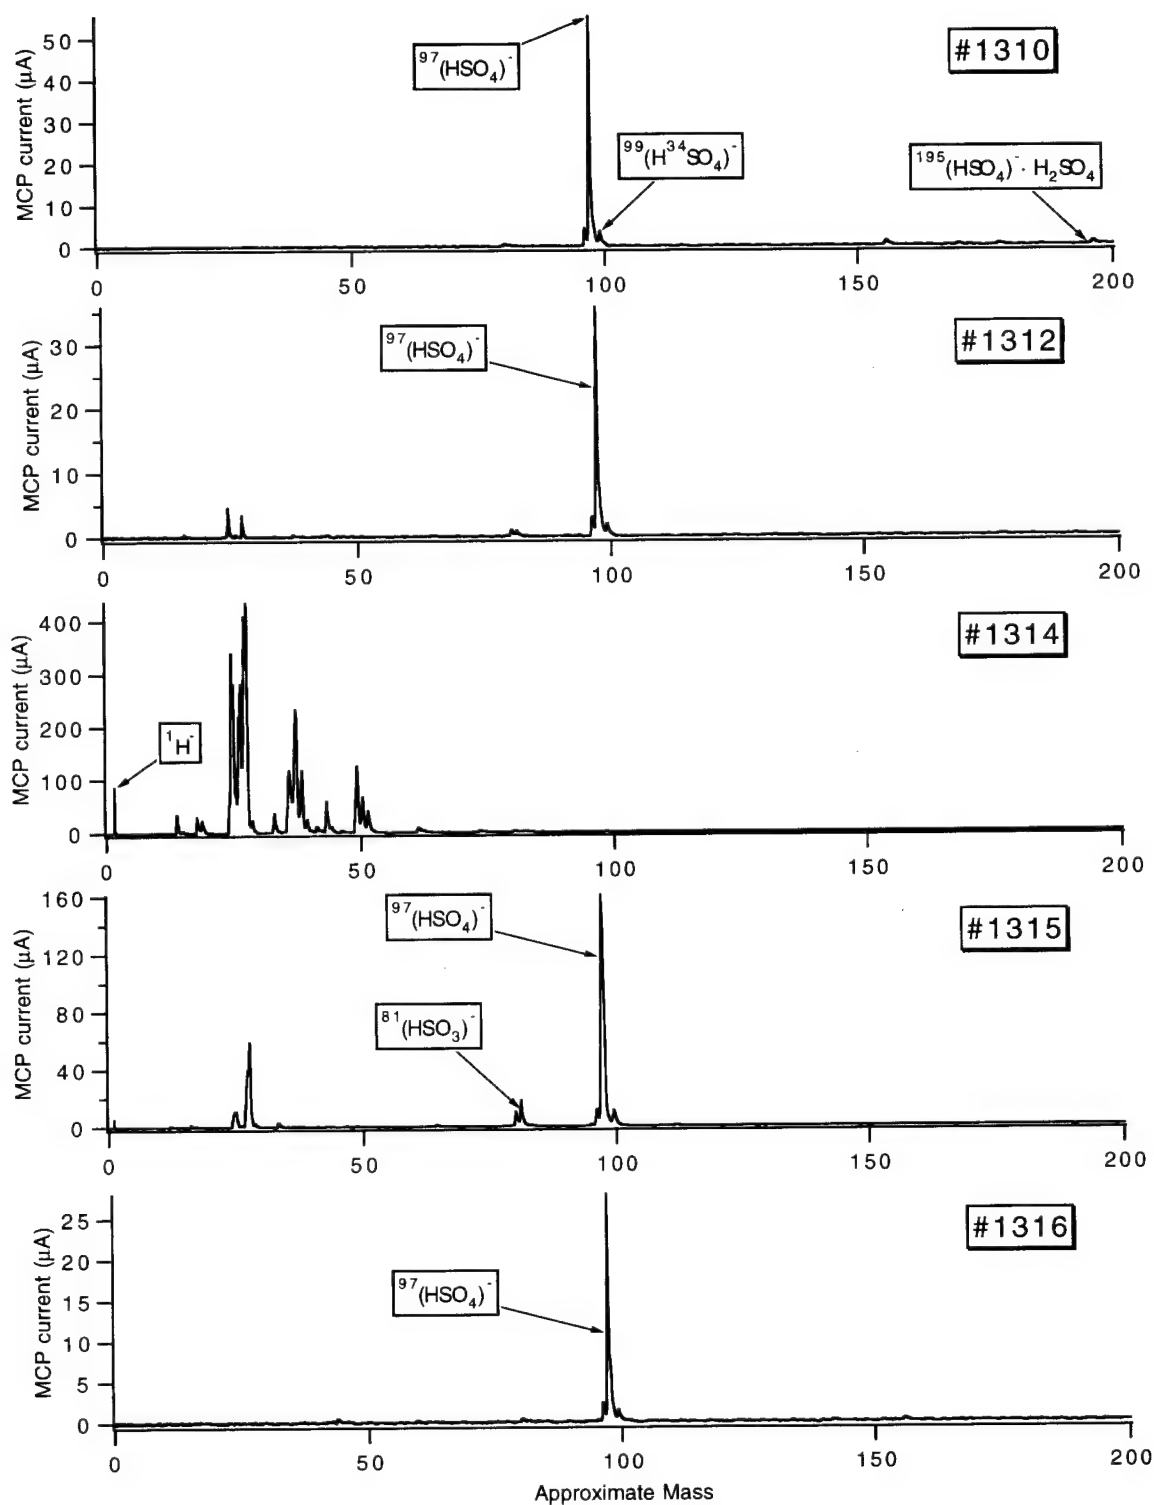 MCP current (µA)
50
40
30
20
10
0
⁹⁷(HSO₄)⁻
⁹⁹(H³⁴SO₄)⁻
¹⁹⁵(HSO₄)⁻ · H₂SO₄
#1310
0 50 100 150 200
MCP current (µA)
30
20
10
0
⁹⁷(HSO₄)⁻
#1312
0 50 100 150 200
MCP current (µA)
400
300
200
100
0
¹H⁻
#1314
0 50 100 150 200
MCP current (µA)
160
120
80
40
0
⁹⁷(HSO₄)⁻
⁸¹(HSO₃)⁻
#1315
0 50 100 150 200
MCP current (µA)
25
20
15
10
5
0
⁹⁷(HSO₄)⁻
#1316
0 50 100 150 200
Approximate Mass